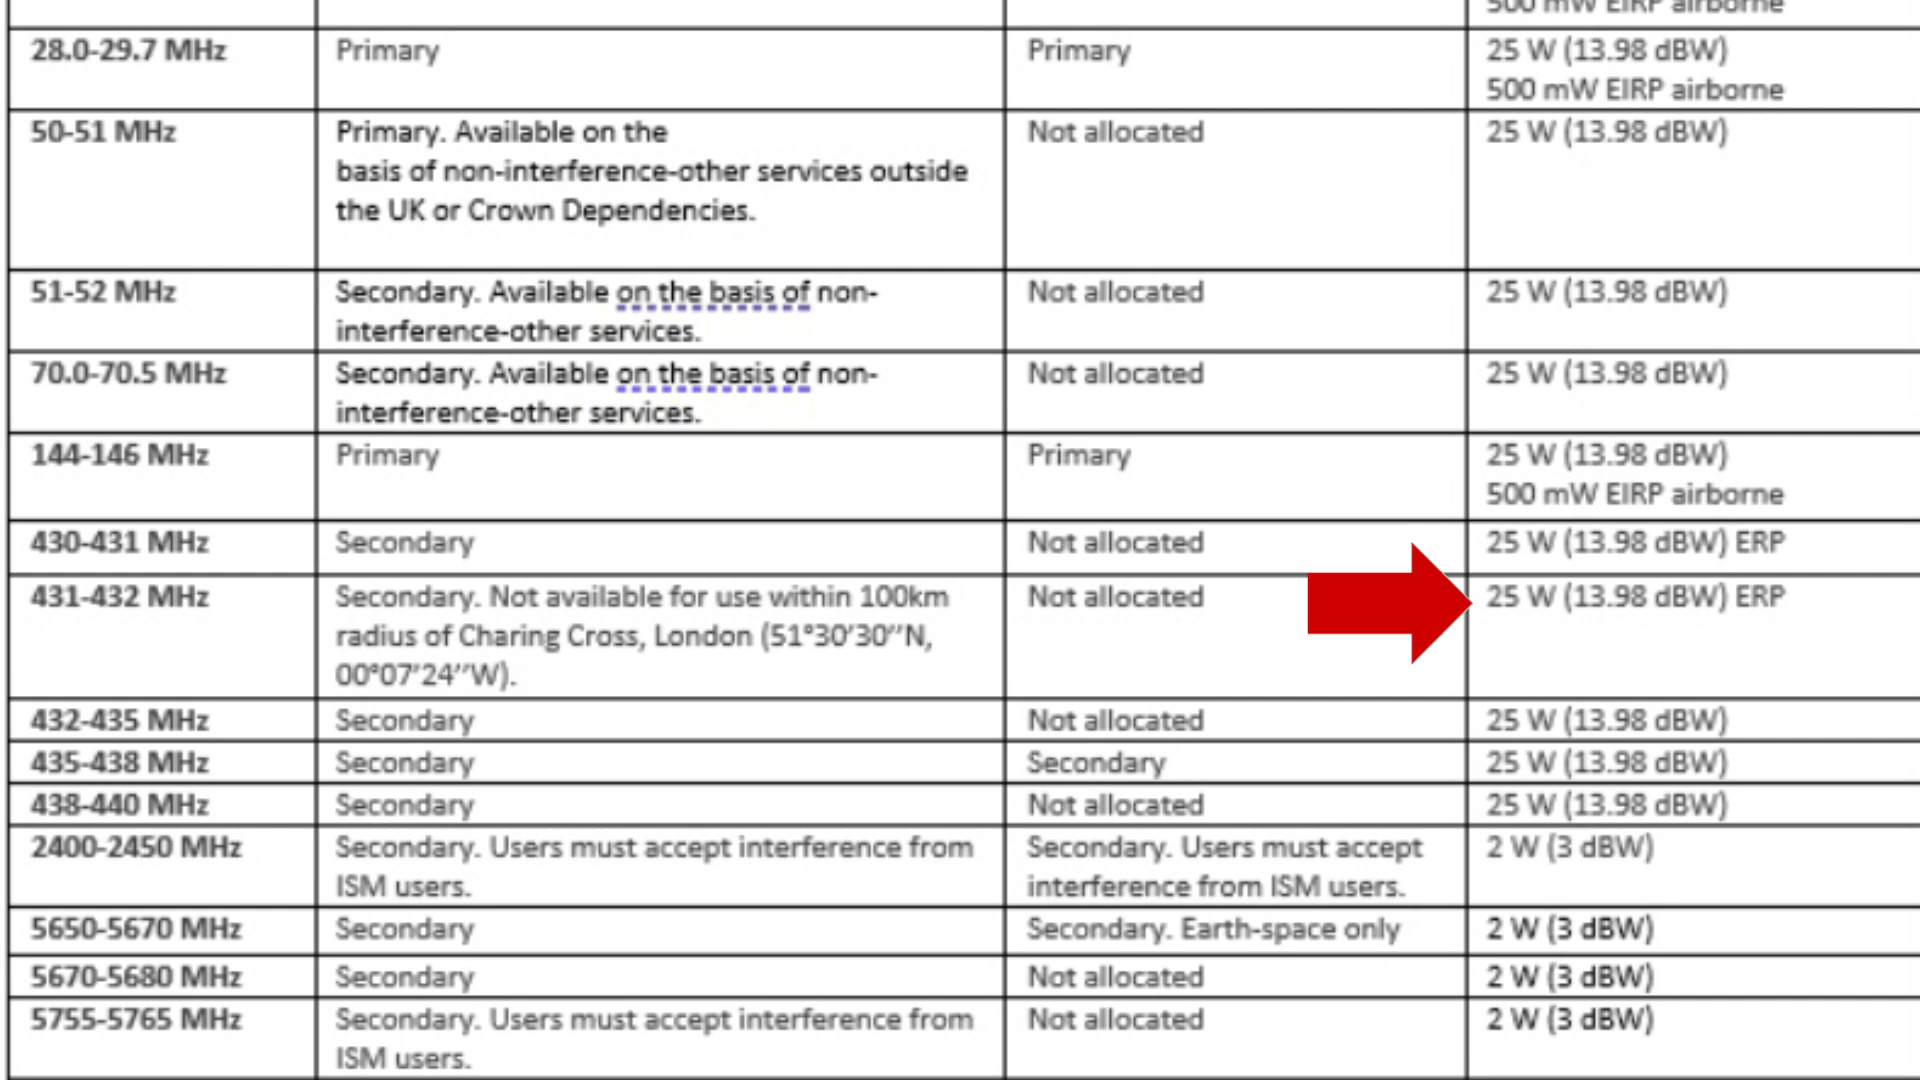 500 mW EIRP airborne
28.0-29.7 MHz
Primary
Primary
25 W (13.98 dBW)
500 mW EIRP airborne
50-51 MHz
Primary. Available on the
basis of non-interference-other services outside
the UK or Crown Dependencies.
Not allocated
25 W (13.98 dBW)
51-52 MHz
Secondary. Available on the basis of non-
interference-other services.
Not allocated
25 W (13.98 dBW)
70.0-70.5 MHz
Secondary. Available on the basis of non-
interference-other services.
Not allocated
25 W (13.98 dBW)
144-146 MHz
Primary
Primary
25 W (13.98 dBW)
500 mW EIRP airborne
430-431 MHz
Secondary
Not allocated
25 W (13.98 dBW) ERP
431-432 MHz
Secondary. Not available for use within 100km
radius of Charing Cross, London (51°30′30′′N,
00°07′24′′W).
Not allocated
25 W (13.98 dBW) ERP
432-435 MHz
Secondary
Not allocated
25 W (13.98 dBW)
435-438 MHz
Secondary
Secondary
25 W (13.98 dBW)
438-440 MHz
Secondary
Not allocated
25 W (13.98 dBW)
2400-2450 MHz
Secondary. Users must accept interference from
ISM users.
Secondary. Users must accept
interference from ISM users.
2 W (3 dBW)
5650-5670 MHz
Secondary
Secondary. Earth-space only
2 W (3 dBW)
5670-5680 MHz
Secondary
Not allocated
2 W (3 dBW)
5755-5765 MHz
Secondary. Users must accept interference from
ISM users.
Not allocated
2 W (3 dBW)